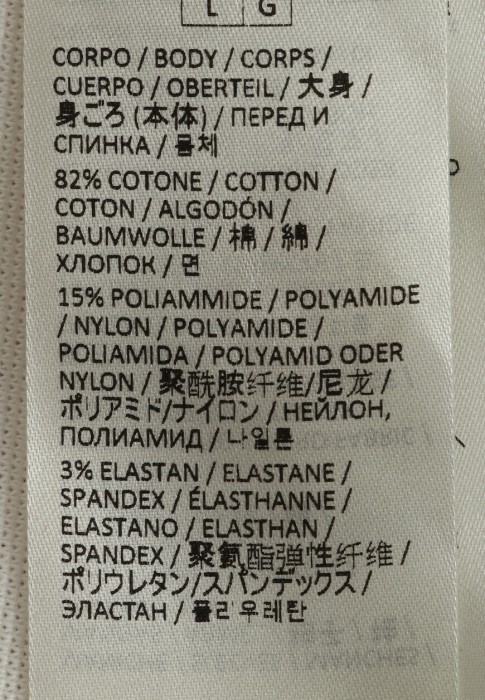 L G
CORPO / BODY / CORPS /
CUERPO / OBERTEIL / 大身 /
身ごろ (本体) / ПЕРЕД И
СПИНКА / 몸체
82% COTONE / COTTON /
COTON / ALGODÓN /
BAUMWOLLE / 棉 / 綿 /
ХЛОПОК / 면
15% POLIAMMIDE / POLYAMIDE
/ NYLON / POLYAMIDE /
POLIAMIDA / POLYAMID ODER
NYLON / 聚酰胺纤维/尼龙 /
ポリアミド/ナイロン / НЕЙЛОН,
ПОЛИАМИД / 나일론
3% ELASTAN / ELASTANE /
SPANDEX / ÉLASTHANNE /
ELASTANO / ELASTHAN /
SPANDEX / 聚氨酯弹性纤维 /
ポリウレタン/スパンデックス /
ЭЛАСТАН / 폴리우레탄